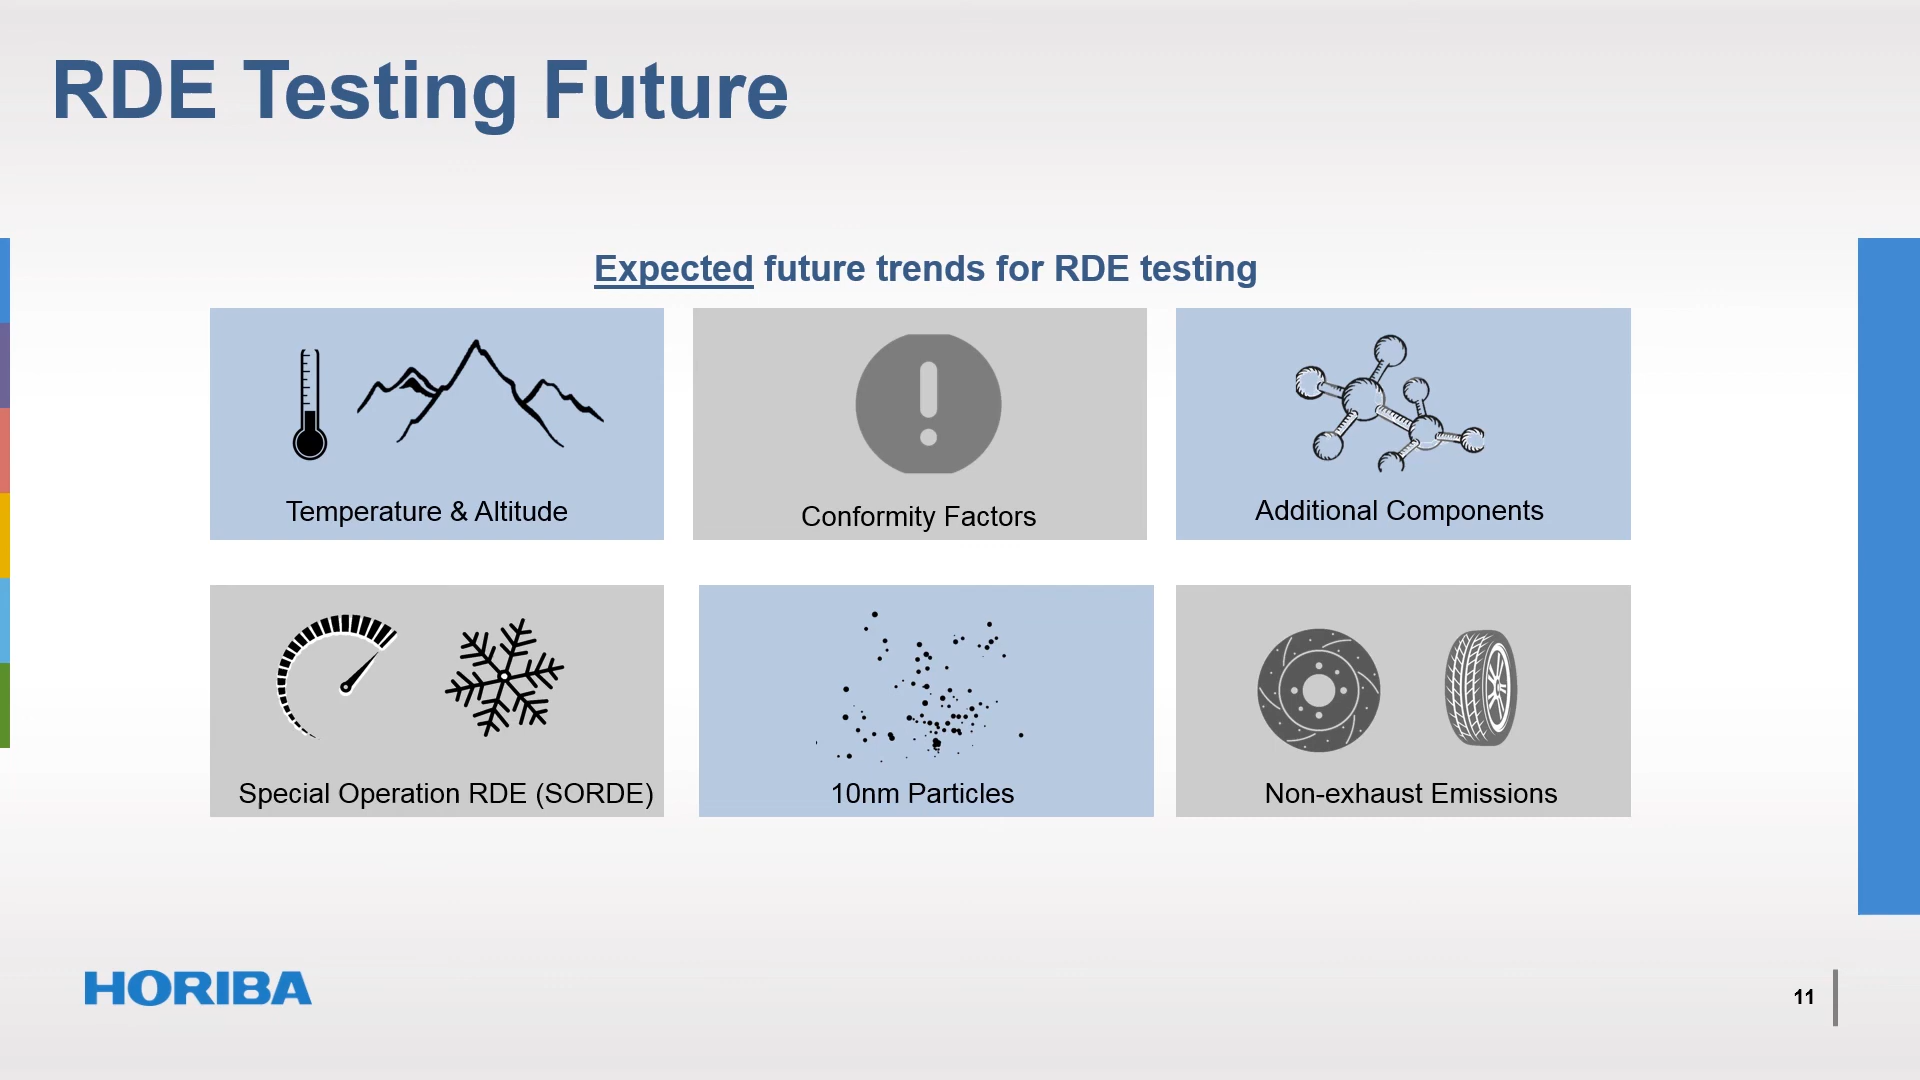 RDE Testing Future
Expected future trends for RDE testing
Temperature & Altitude
Conformity Factors
Additional Components
Special Operation RDE (SORDE)
10nm Particles
Non-exhaust Emissions
HORIBA
11